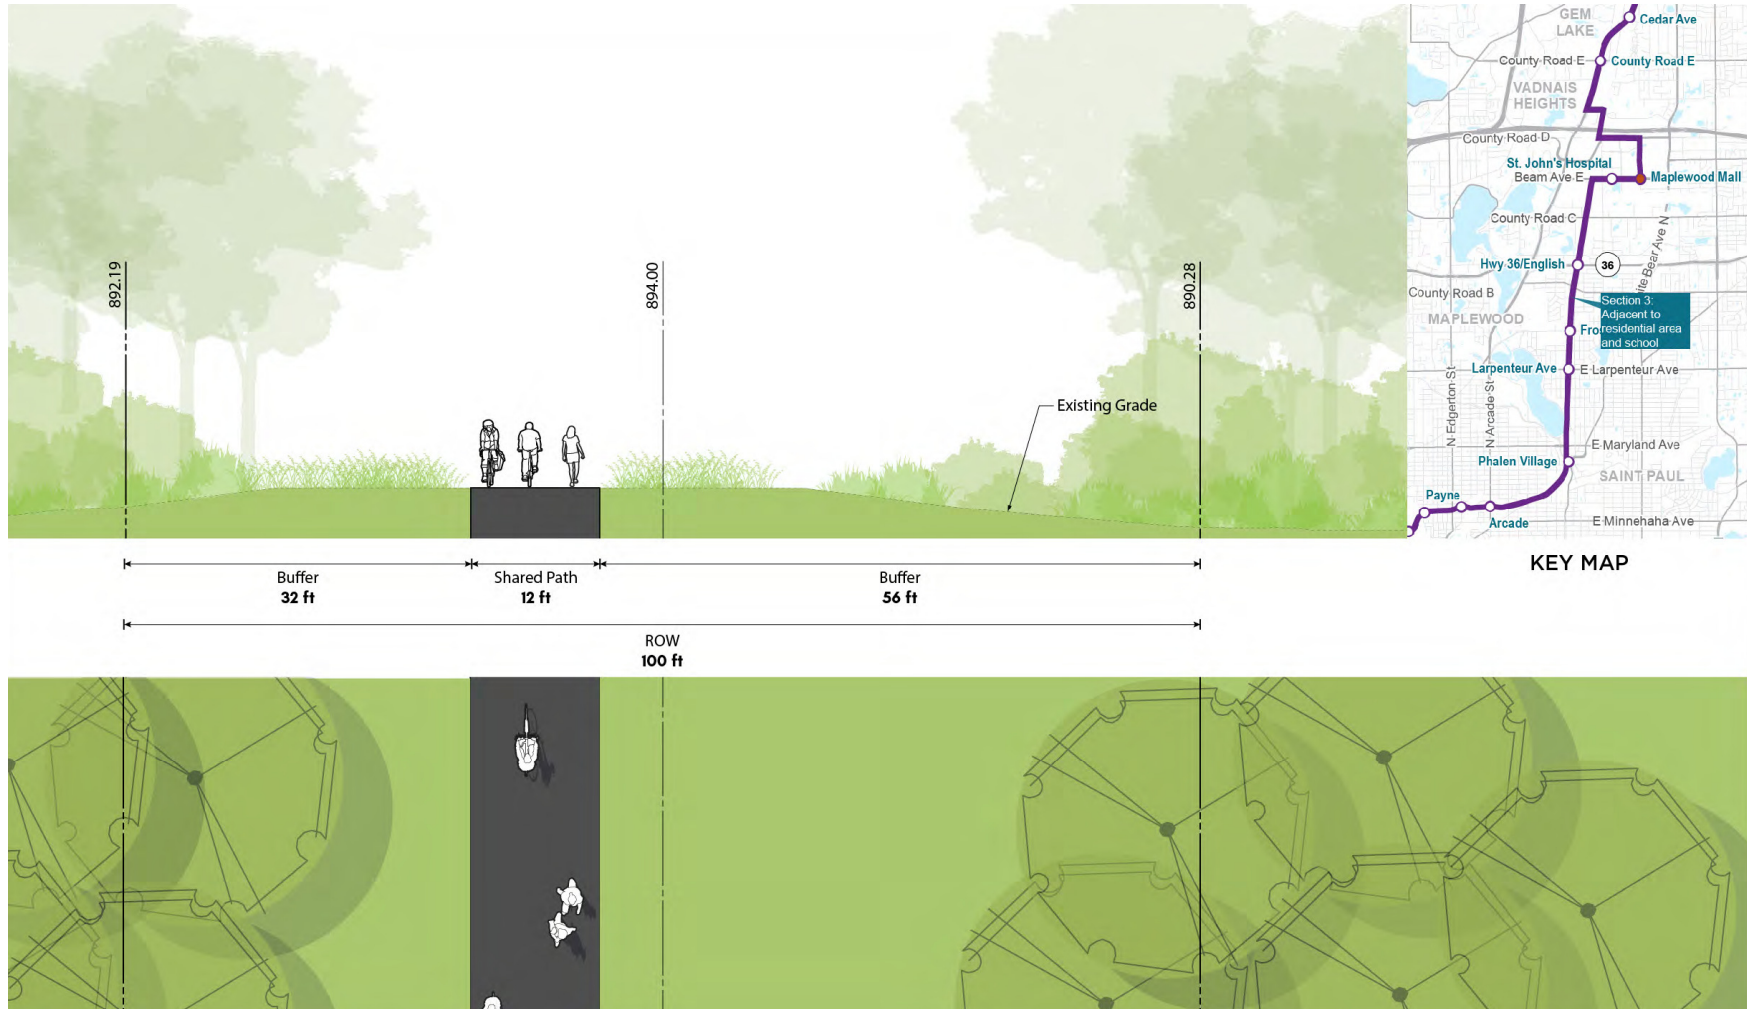 892.19
894.00
890.28
Existing Grade
Buffer
32 ft
Shared Path
12 ft
Buffer
56 ft
ROW
100 ft
GEM
LAKE
Cedar Ave
County Road E
County Road E
VADNAIS
HEIGHTS
County Road D
St. John's Hospital
Beam Ave E
Maplewood Mall
County Road C
Hwy 36/English
36
ite Bear Ave N
County Road B
MAPLEWOOD
Section 3:
Adjacent to
residential area
and school
Fro
Larpenteur Ave
E Larpenteur Ave
N Edgerton St
N Arcade St
E Maryland Ave
Phalen Village
SAINT PAUL
Payne
Arcade
E Minnehaha Ave
KEY MAP